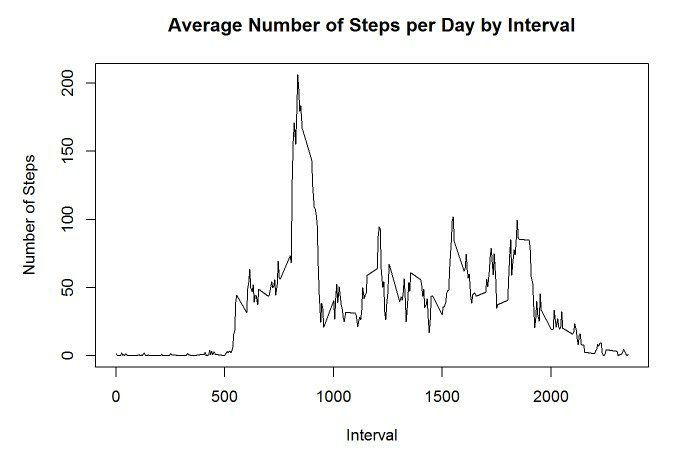 Average Number of Steps per Day by Interval
Number of Steps
200
150
100
50
0
0 500 1000 1500 2000
Interval